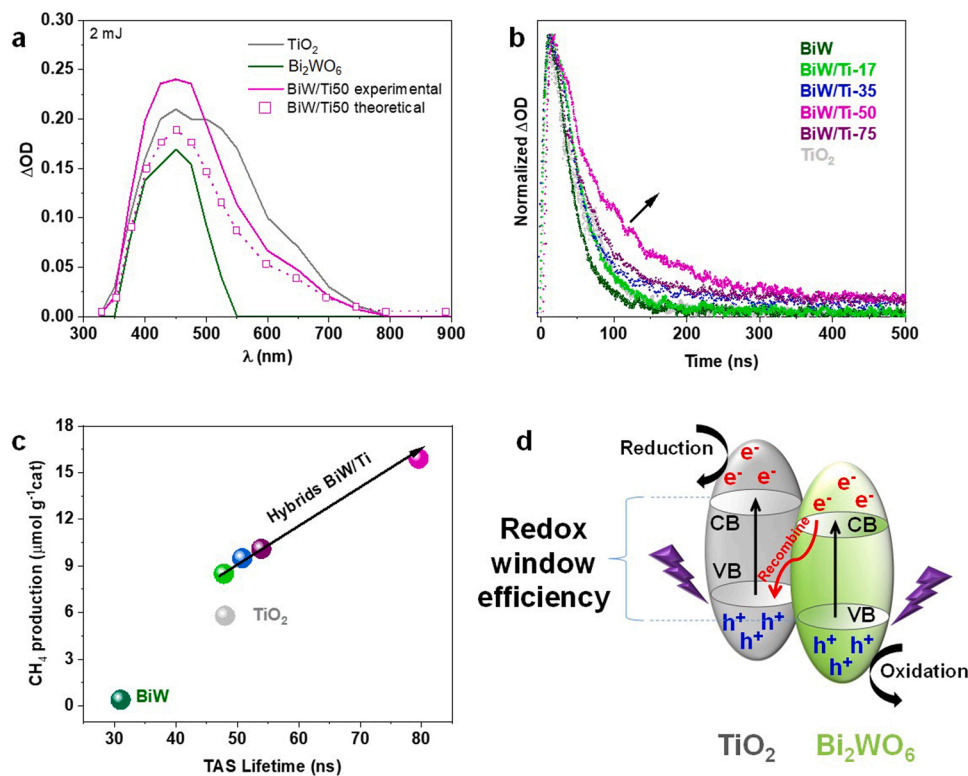 a
2 mJ
TiO₂
Bi₂WO₆
BiW/Ti50 experimental
BiW/Ti50 theoretical
ΔOD
0.30
0.25
0.20
0.15
0.10
0.05
0.00
300 400 500 600 700 800 900
λ (nm)
b
BiW
BiW/Ti-17
BiW/Ti-35
BiW/Ti-50
BiW/Ti-75
TiO₂
Normalized ΔOD
0 100 200 300 400 500
Time (ns)
c
CH₄ production (μmol g⁻¹cat)
18
15
12
9
6
3
0
Hybrids BiW/Ti
TiO₂
BiW
30 40 50 60 70 80
TAS Lifetime (ns)
d
Reduction
e⁻
e⁻ e⁻ e⁻
e⁻
e⁻ e⁻ e⁻
CB
CB
Redox
window
efficiency
Recombine
VB
VB
h⁺ h⁺ h⁺
h⁺ h⁺ h⁺
Oxidation
TiO₂ Bi₂WO₆